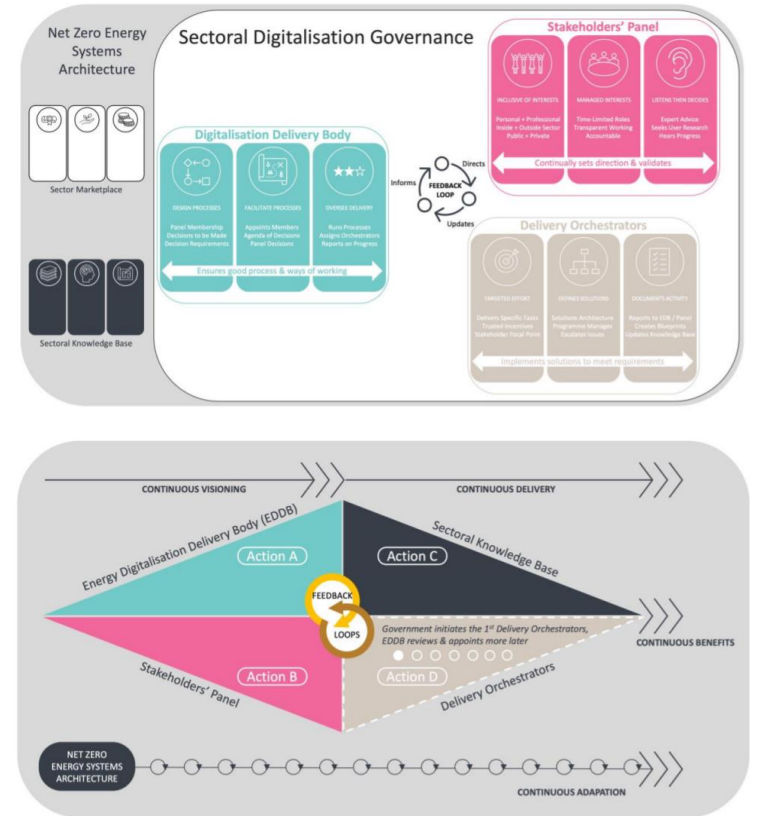 Net Zero Energy
Systems
Architecture
Sector Marketplace
Sectoral Knowledge Base
Sectoral Digitalisation Governance
Digitalisation Delivery Body
DESIGN PROCESSES
Panel Membership
Decisions to be Made
Decision Requirements
FACILITATE PROCESSES
Appoints Members
Agenda of Decisions
Panel Decisions
OVERSEE DELIVERY
Runs Processes
Assigns Orchestrators
Reports on Progress
Ensures good process & ways of working
Informs
FEEDBACK
LOOP
Directs
Updates
Stakeholders' Panel
INCLUSIVE OF INTERESTS
Personal + Professional
Inside + Outside Sector
Public + Private
MANAGED INTERESTS
Time-Limited Roles
Transparent Working
Accountable
LISTENS THEN DECIDES
Expert Advice
Seeks User Research
Hears Progress
Continually sets direction & validates
Delivery Orchestrators
TARGETED EFFORT
Delivers Specific Tasks
Trusted Incentives
Stakeholder Focal Point
DEFINES SOLUTIONS
Solutions Architecture
Programme Manages
Escalates Issues
DOCUMENTS ACTIVITY
Reports to EDB / Panel
Creates Blueprints
Updates Knowledge Base
Implements solutions to meet requirements
CONTINUOUS VISIONING
CONTINUOUS DELIVERY
Energy Digitalisation Delivery Body (EDDB)
Action A
Action C
Sectoral Knowledge Base
FEEDBACK
LOOPS
Government initiates the 1st Delivery Orchestrators,
EDDB reviews & appoints more later
CONTINUOUS BENEFITS
Stakeholders' Panel
Action B
Action D
Delivery Orchestrators
NET ZERO
ENERGY SYSTEMS
ARCHITECTURE
CONTINUOUS ADAPATION